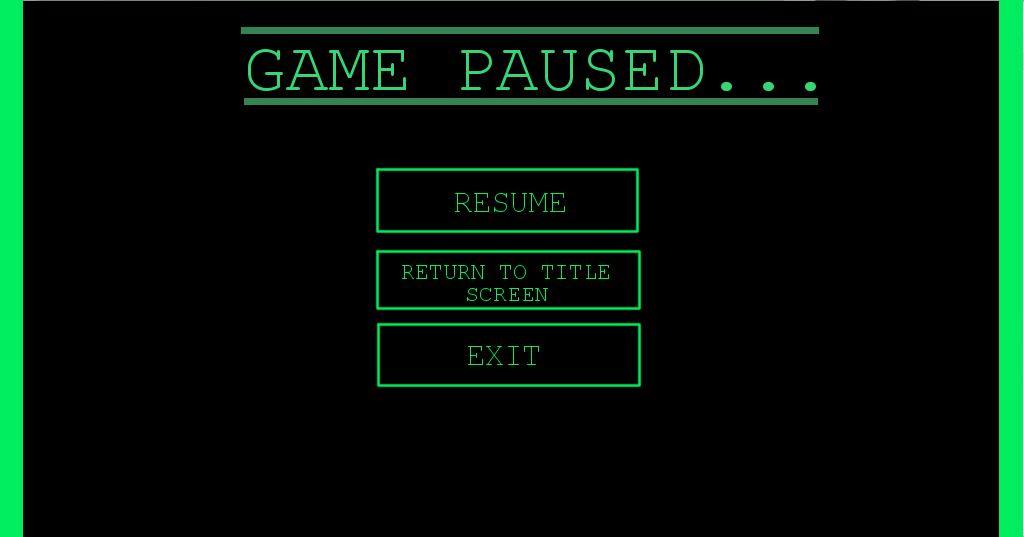 GAME PAUSED...
RESUME
RETURN TO TITLE
SCREEN
EXIT